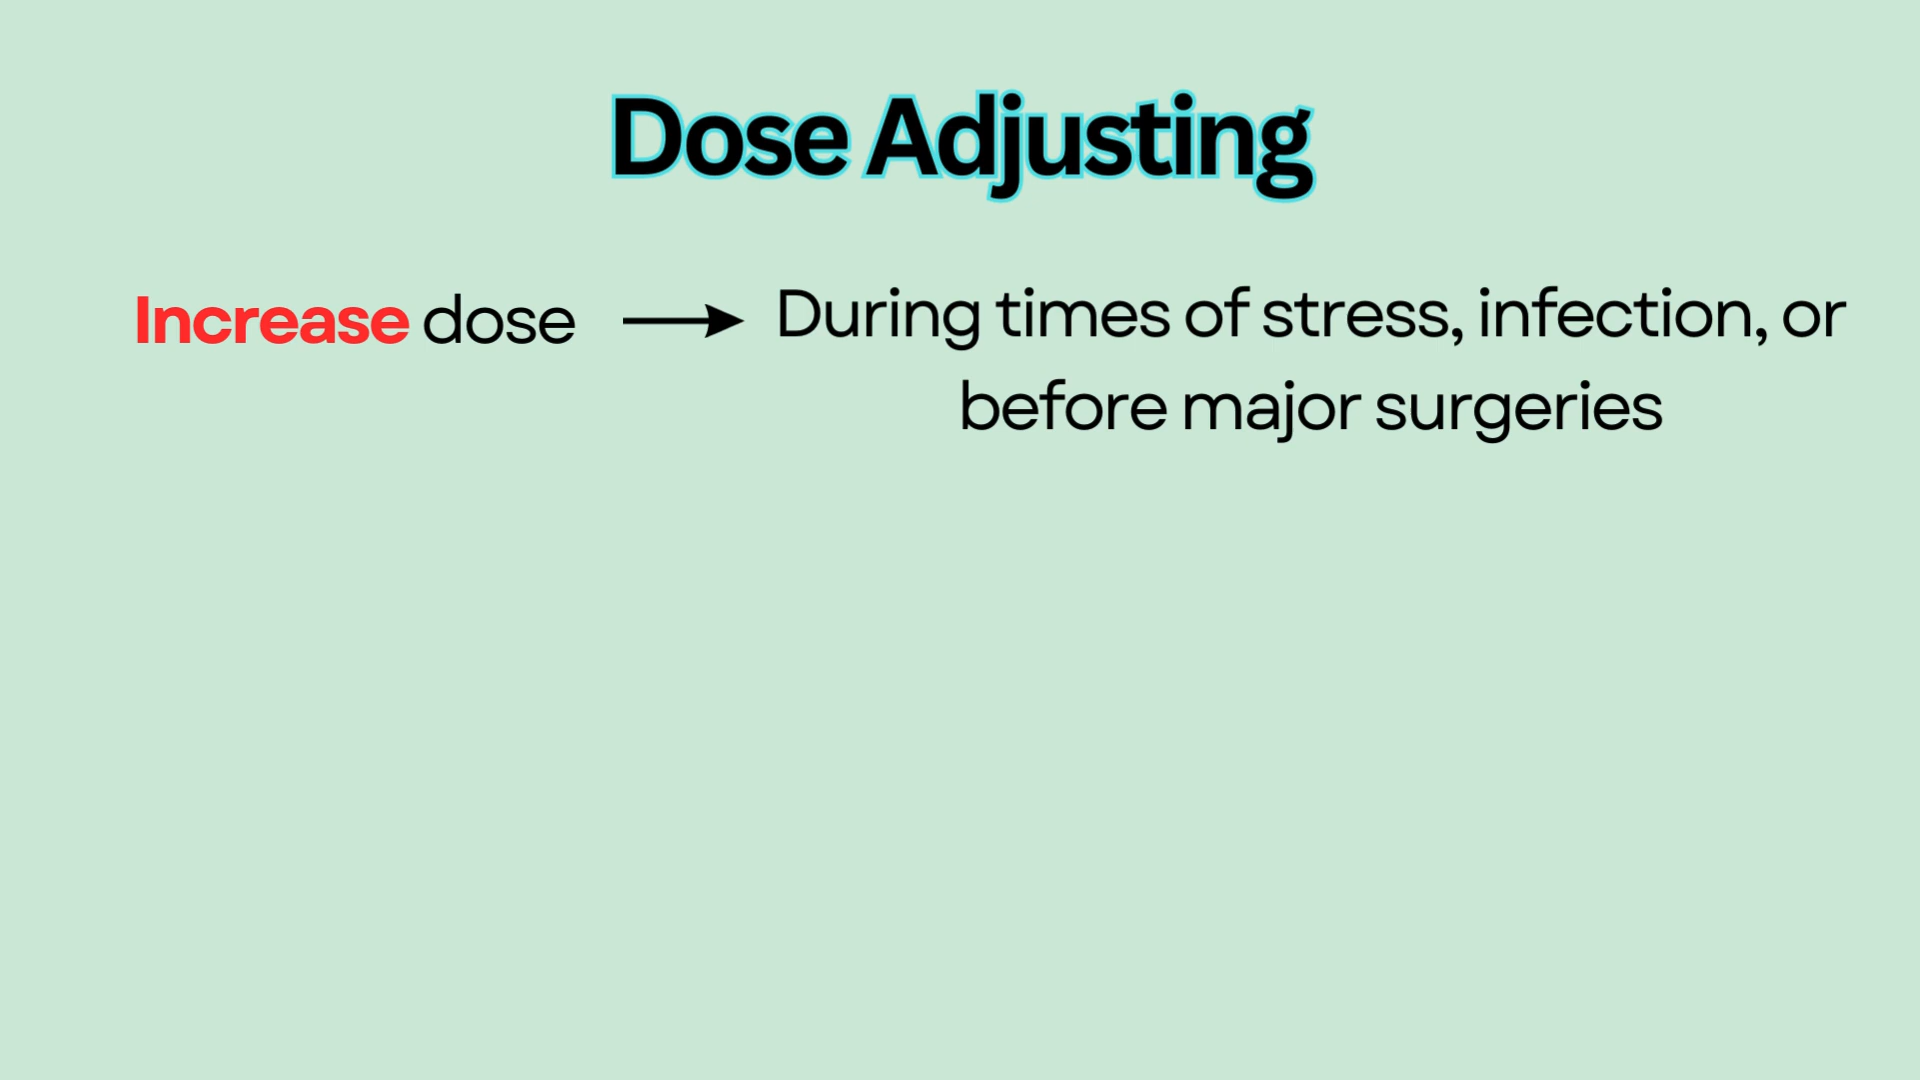 Dose Adjusting
Increase dose
During times of stress, infection, or
before major surgeries